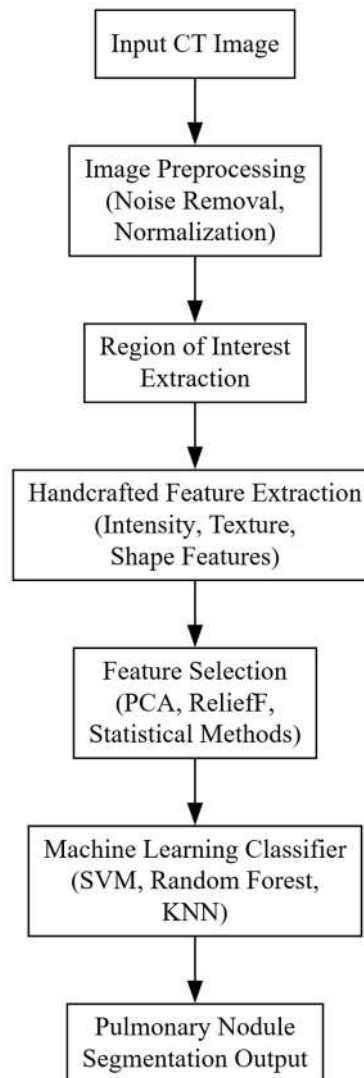 Input CT Image
Image Preprocessing
(Noise Removal,
Normalization)
Region of Interest
Extraction
Handcrafted Feature Extraction
(Intensity, Texture,
Shape Features)
Feature Selection
(PCA, ReliefF,
Statistical Methods)
Machine Learning Classifier
(SVM, Random Forest,
KNN)
Pulmonary Nodule
Segmentation Output